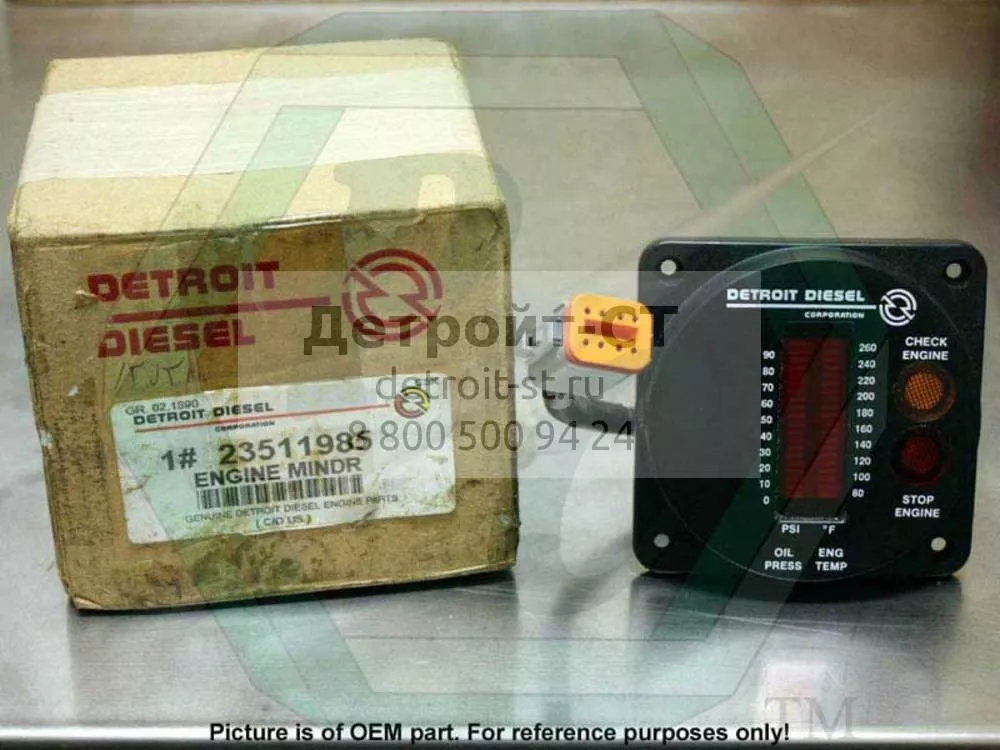 DETROIT
DIESEL
١٢٥٢٨
GR. 02.1890
DETROIT DIESEL
CORPORATION
1# 23511985
ENGINE MINDR
GENUINE DETROIT DIESEL ENGINE PARTS
( C/D US )
Детройт-СТ
detroit-st.ru
8 800 500 94 24
DETROIT DIESEL
CORPORATION
CHECK
ENGINE
90
80
70
60
50
40
30
20
10
0
260
240
220
200
180
160
140
120
100
80
STOP
ENGINE
PSI °F
OIL ENG
PRESS TEMP
TM
Picture is of OEM part. For reference purposes only!